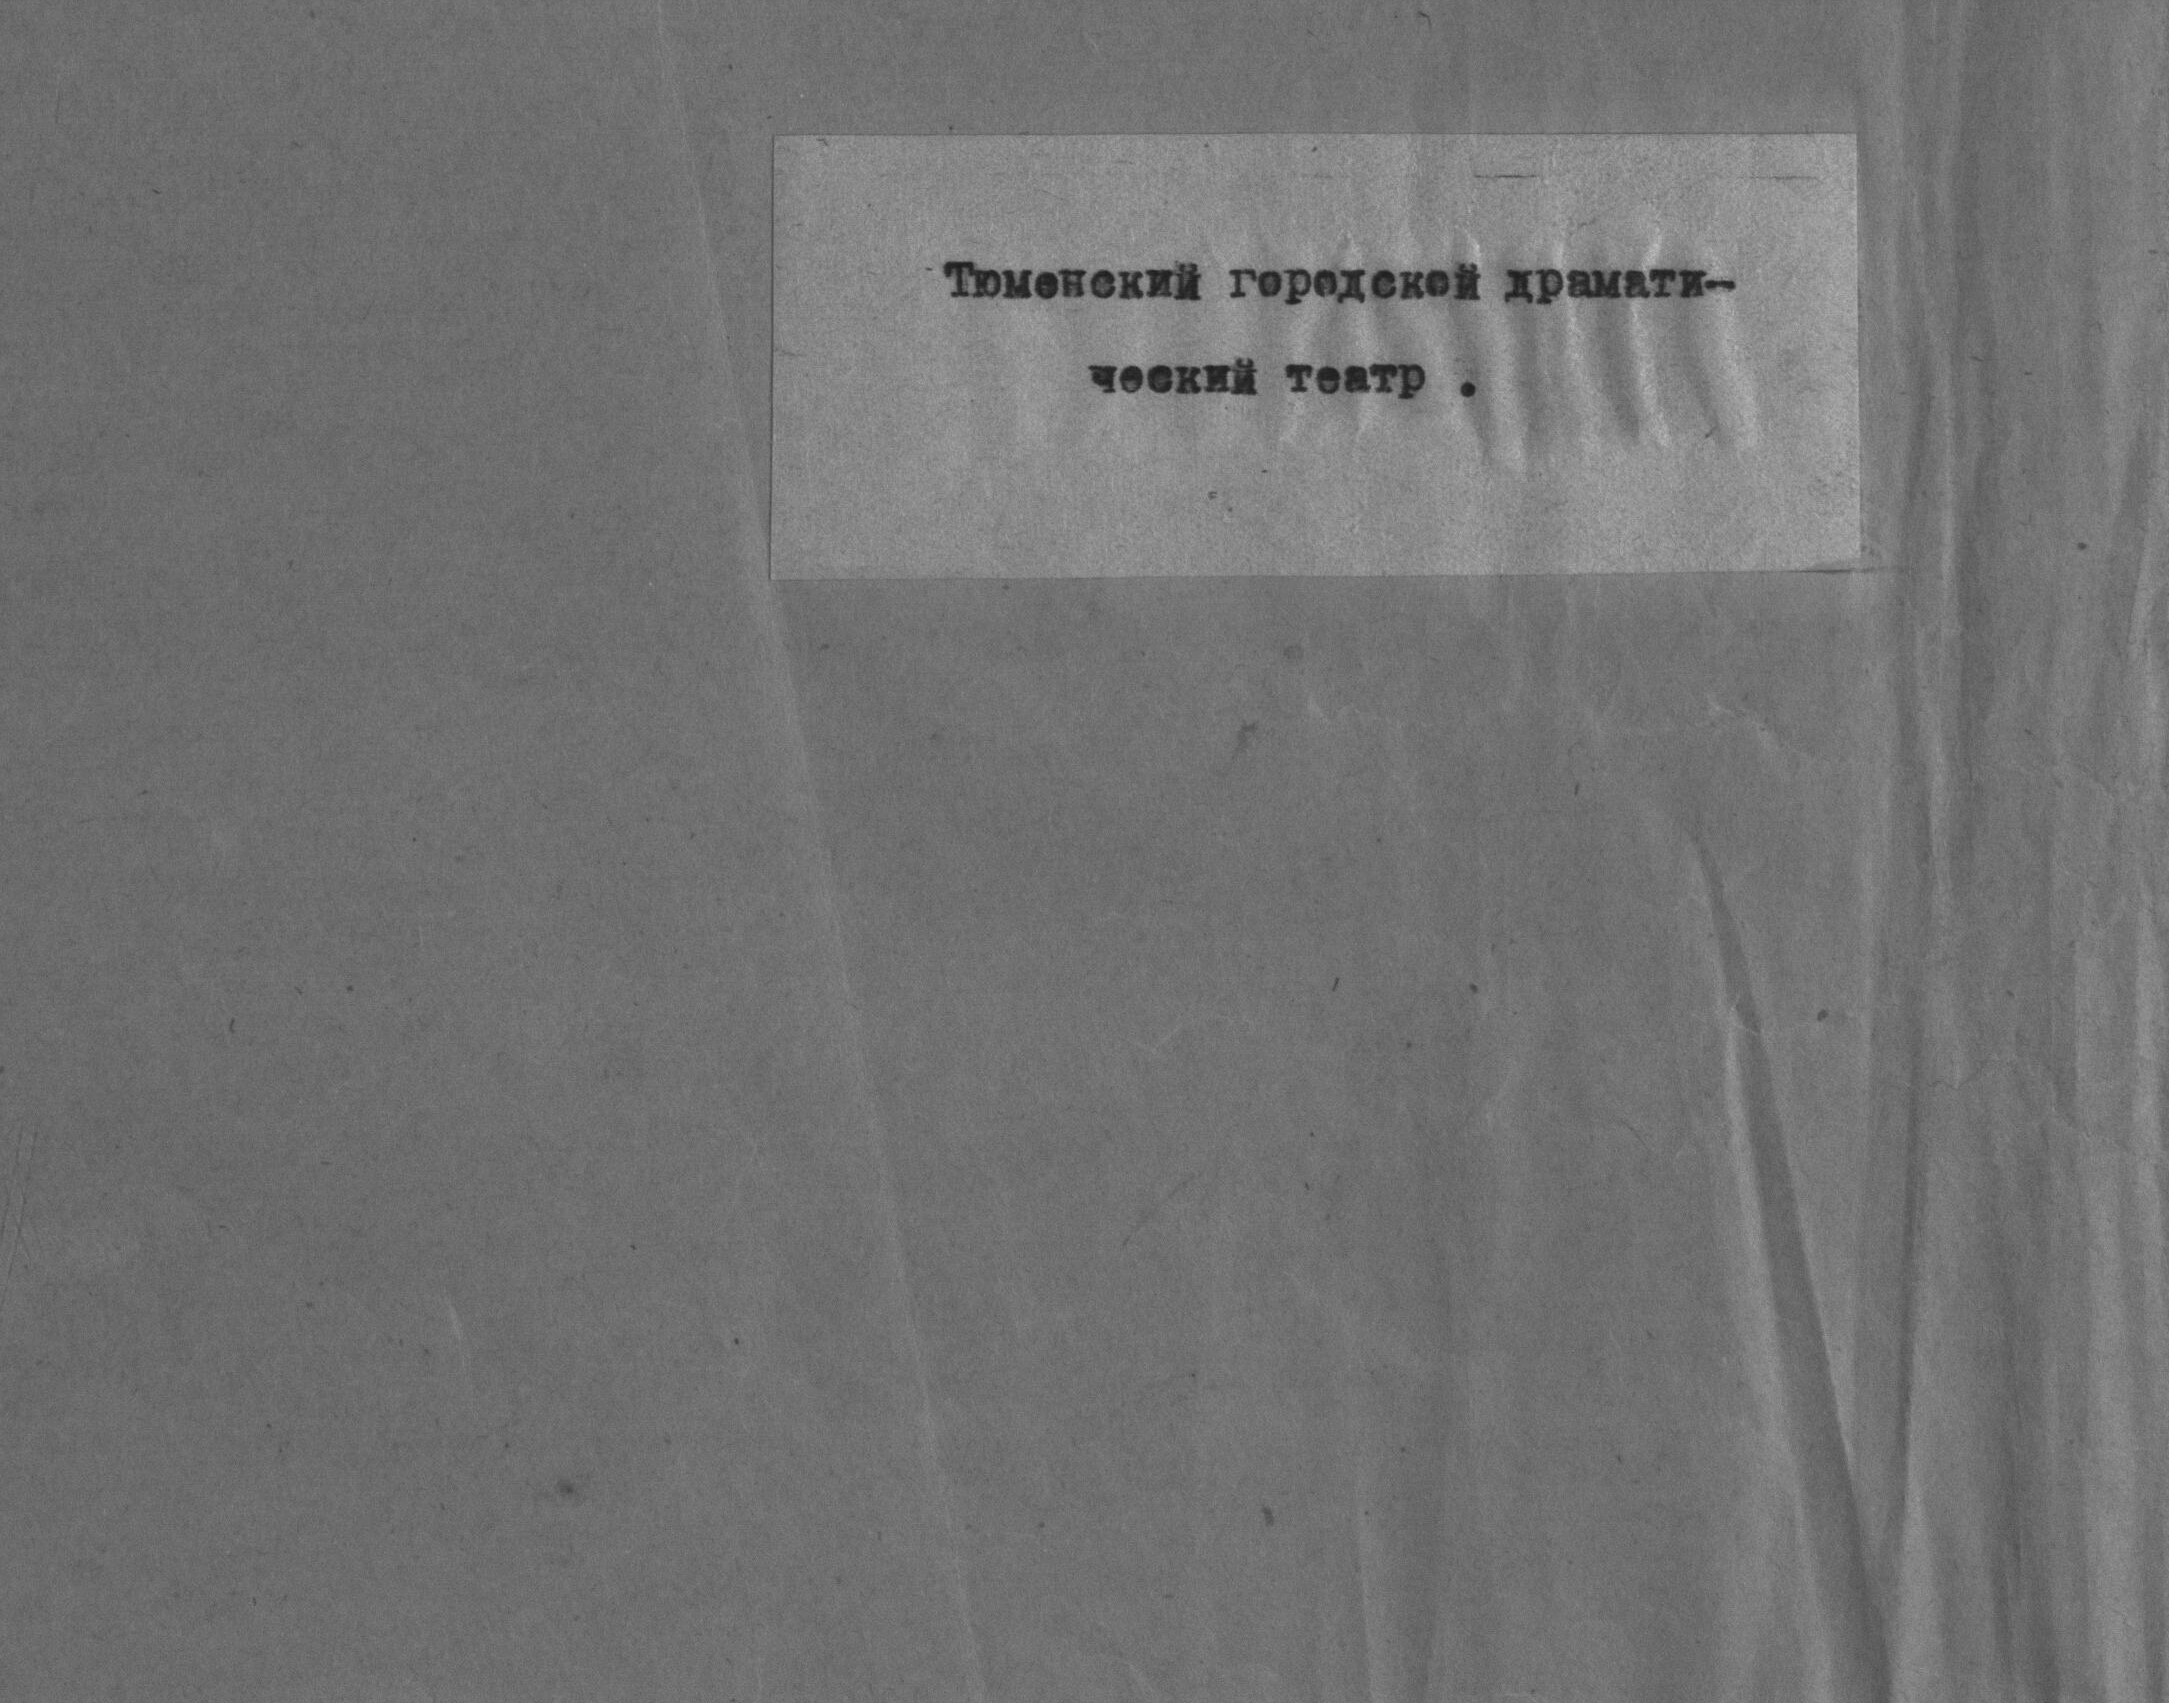 Тюменский городской драмати-
ческий театр .